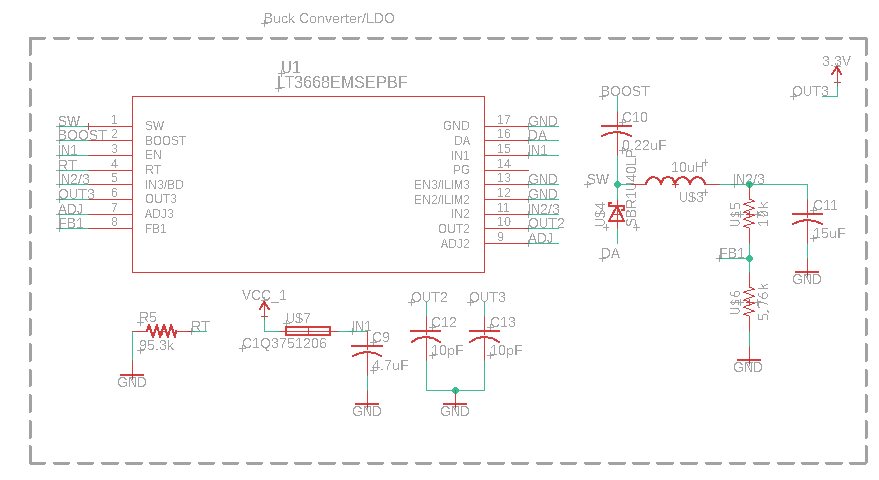 Buck Converter/LDO
U1
LT3668EMSEPBF
SW 1 SW
BOOST 2 BOOST
IN1 3 EN
RT 4 RT
IN2/3 5 IN3/BD
OUT3 6 OUT3
ADJ 7 ADJ3
FB1 8 FB1
GND 17 GND
DA 16 DA
IN1 15 IN1
PG 14
EN3/ILIM3 13 GND
EN2/ILIM2 12 GND
IN2 11 IN2/3
OUT2 10 OUT2
ADJ2 9 ADJ
BOOST
C10
0.22uF
SW
U$4
SBR1U40LP
DA
10uH
U$3
IN2/3
U$5
10k
FB1
U$6
5.76k
GND
C11
15uF
GND
3.3V
OUT3
R5
RT
95.3k
GND
VCC_1
U$7
C1Q3751206
IN1
C9
4.7uF
GND
OUT2
OUT3
C12
10pF
C13
10pF
GND